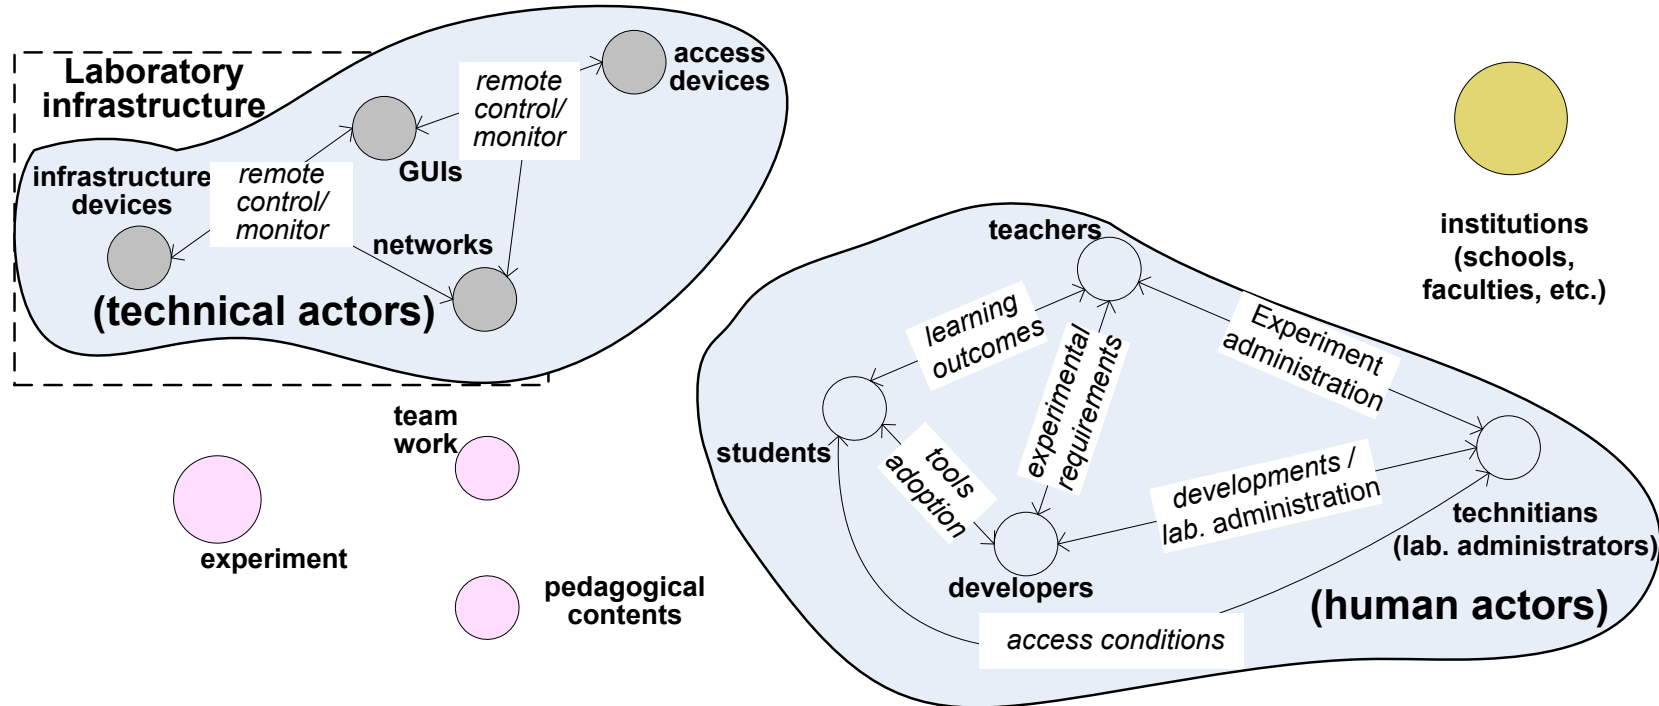 Laboratory
infrastructure
access
devices
remote
control/
monitor
GUIs
infrastructure
devices
remote
control/
monitor
networks
(technical actors)
team
work
experiment
pedagogical
contents
institutions
(schools,
faculties, etc.)
teachers
learning
outcomes
experimental
requirements
Experiment
administration
students
tools
adoption
developments /
lab. administration
developers
technitians
(lab. administrators)
(human actors)
access conditions